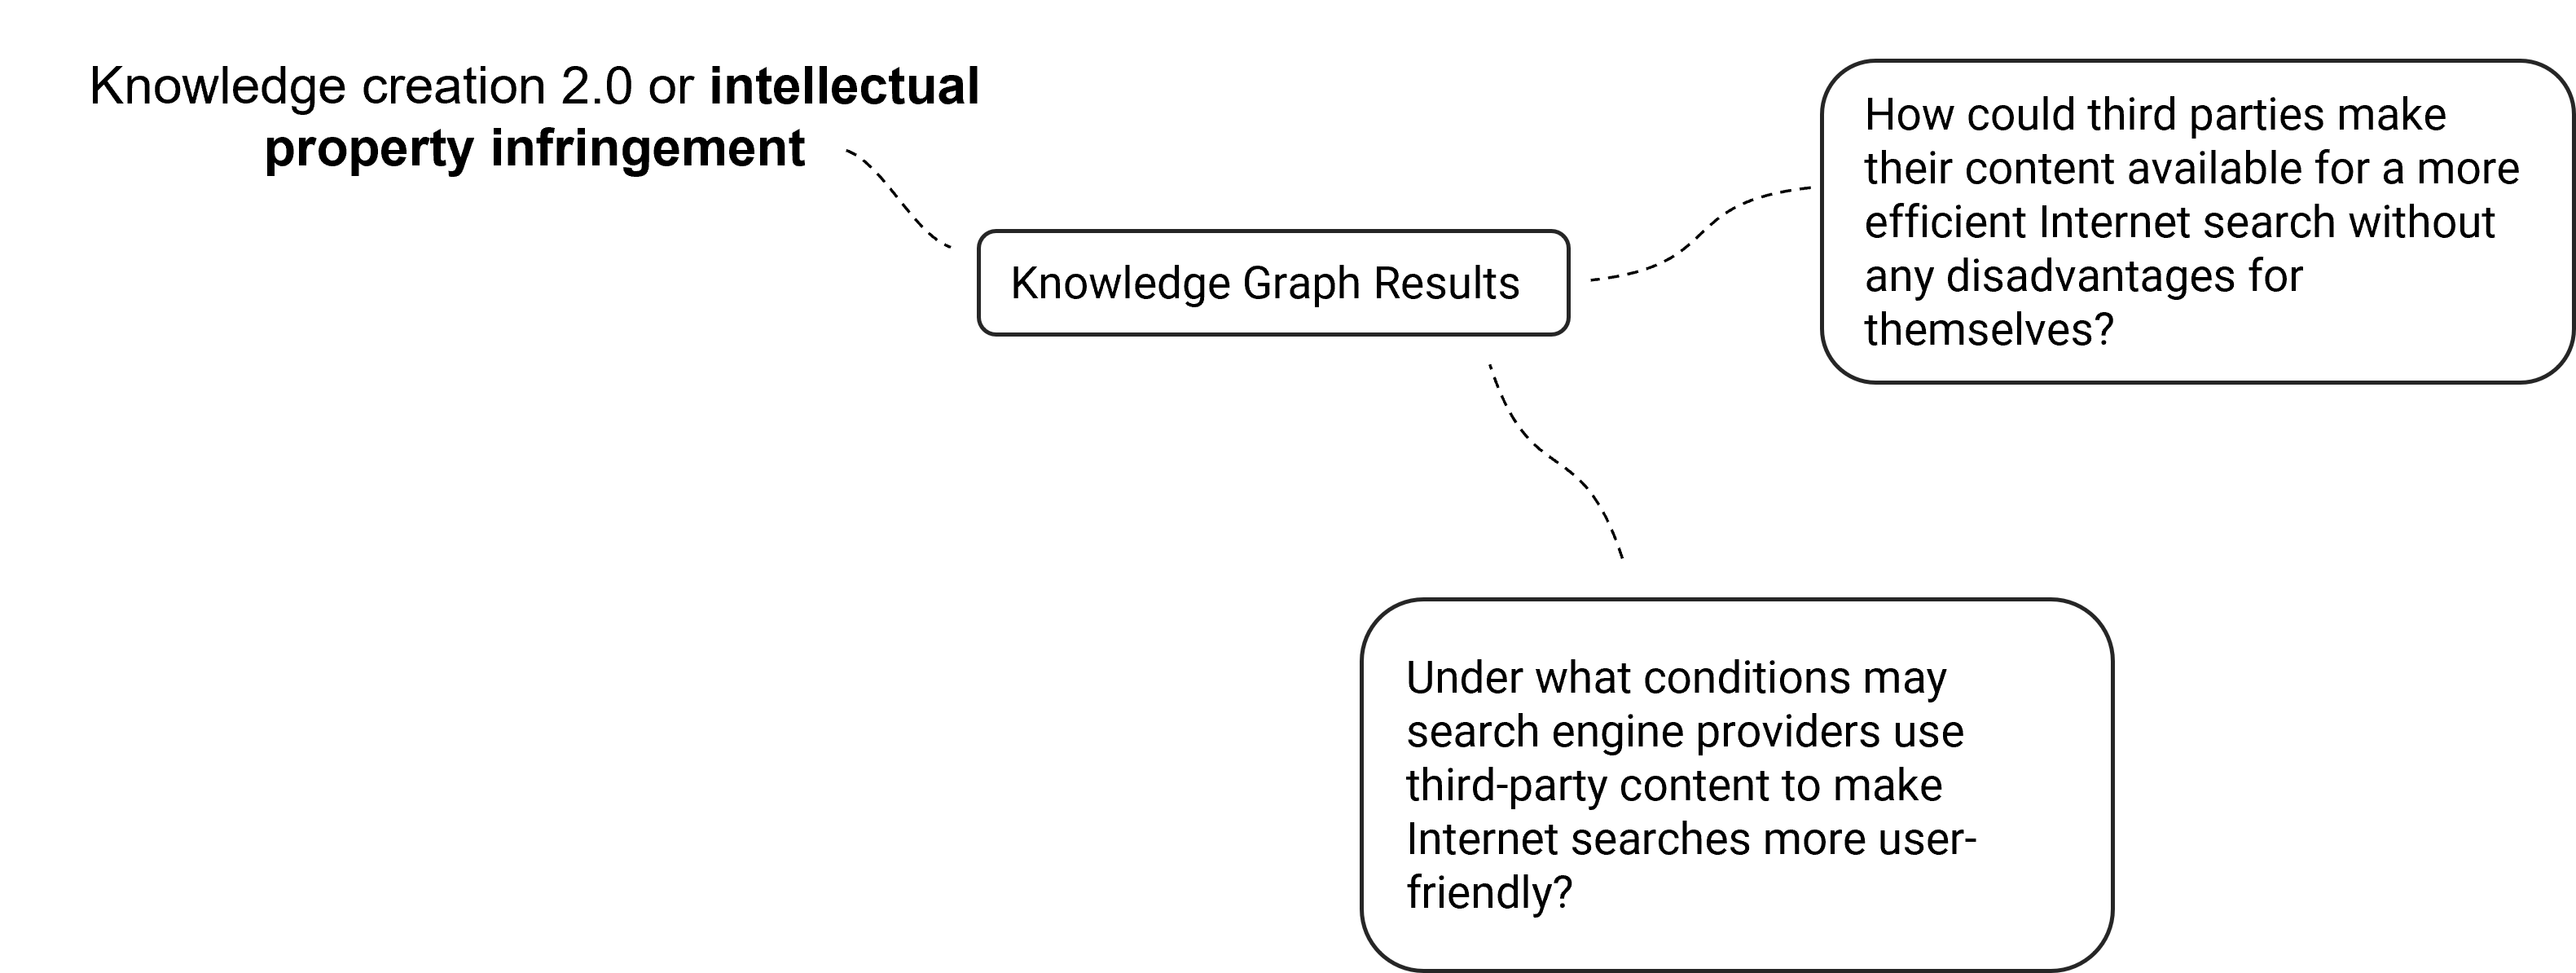 Knowledge creation 2.0 or intellectual
property infringement
Knowledge Graph Results
How could third parties make
their content available for a more
efficient Internet search without
any disadvantages for
themselves?
Under what conditions may
search engine providers use
third-party content to make
Internet searches more user-
friendly?